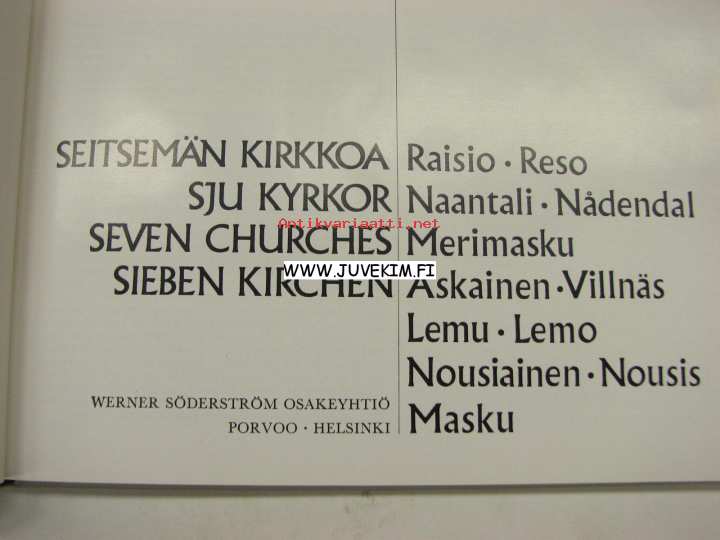 SEITSEMÄN KIRKKOA
SJU KYRKOR
SEVEN CHURCHES
SIEBEN KIRCHEN
WERNER SÖDERSTRÖM OSAKEYHTIÖ
PORVOO · HELSINKI
Raisio · Reso
Naantali · Nådendal
Merimasku
Askainen · Villnäs
Lemu · Lemo
Nousiainen · Nousis
Masku
Antikvariaatti.net
WWW.JUVEKIM.FI